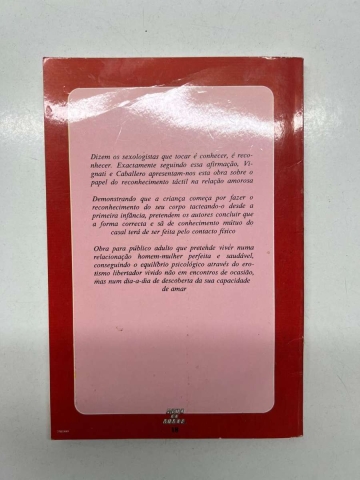 Dizem os sexologistas que tocar é conhecer, é reco-
nhecer. Exactamente seguindo essa afirmação, Vi-
gnati e Caballero apresentam-nos esta obra sobre o
papel do reconhecimento táctil na relação amorosa
Demonstrando que a criança começa por fazer o
reconhecimento do seu corpo tacteando-o desde a
primeira infância, pretendem os autores concluir que
a forma correcta e sã de conhecimento mútuo do
casal terá de ser feita pelo contacto físico
Obra para público adulto que pretende viver numa
relacionação homem-mulher perfeita e saudável,
conseguindo o equilíbrio psicológico através do ero-
tismo libertador vivido não em encontros de ocasião,
mas num dia-a-dia de descoberta da sua capacidade
de amar